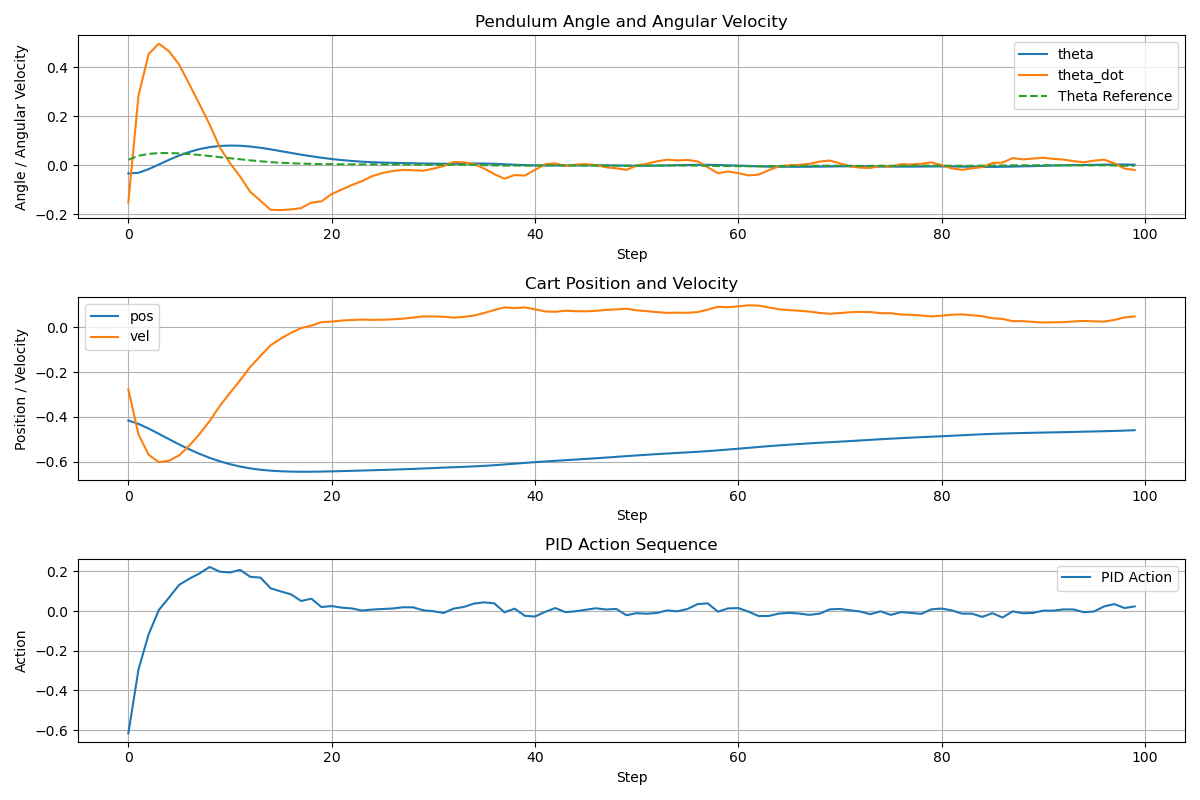 Pendulum Angle and Angular Velocity
Angle / Angular Velocity
0.4
0.2
0.0
−0.2
theta
theta_dot
Theta Reference
0 20 40 60 80 100
Step
Cart Position and Velocity
Position / Velocity
0.0
−0.2
−0.4
−0.6
pos
vel
0 20 40 60 80 100
Step
PID Action Sequence
Action
0.2
0.0
−0.2
−0.4
−0.6
PID Action
0 20 40 60 80 100
Step